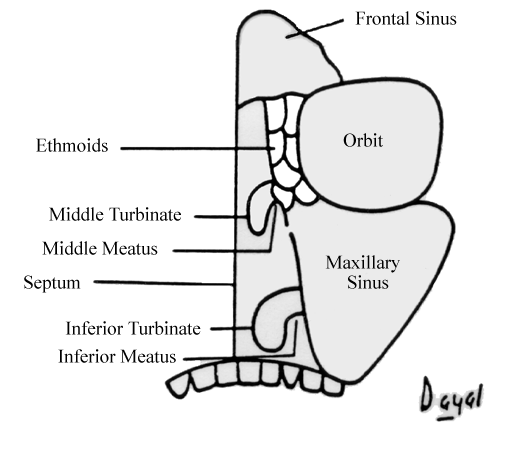 Frontal Sinus
Ethmoids
Orbit
Middle Turbinate
Middle Meatus
Maxillary
Sinus
Septum
Inferior Turbinate
Inferior Meatus
Dayal